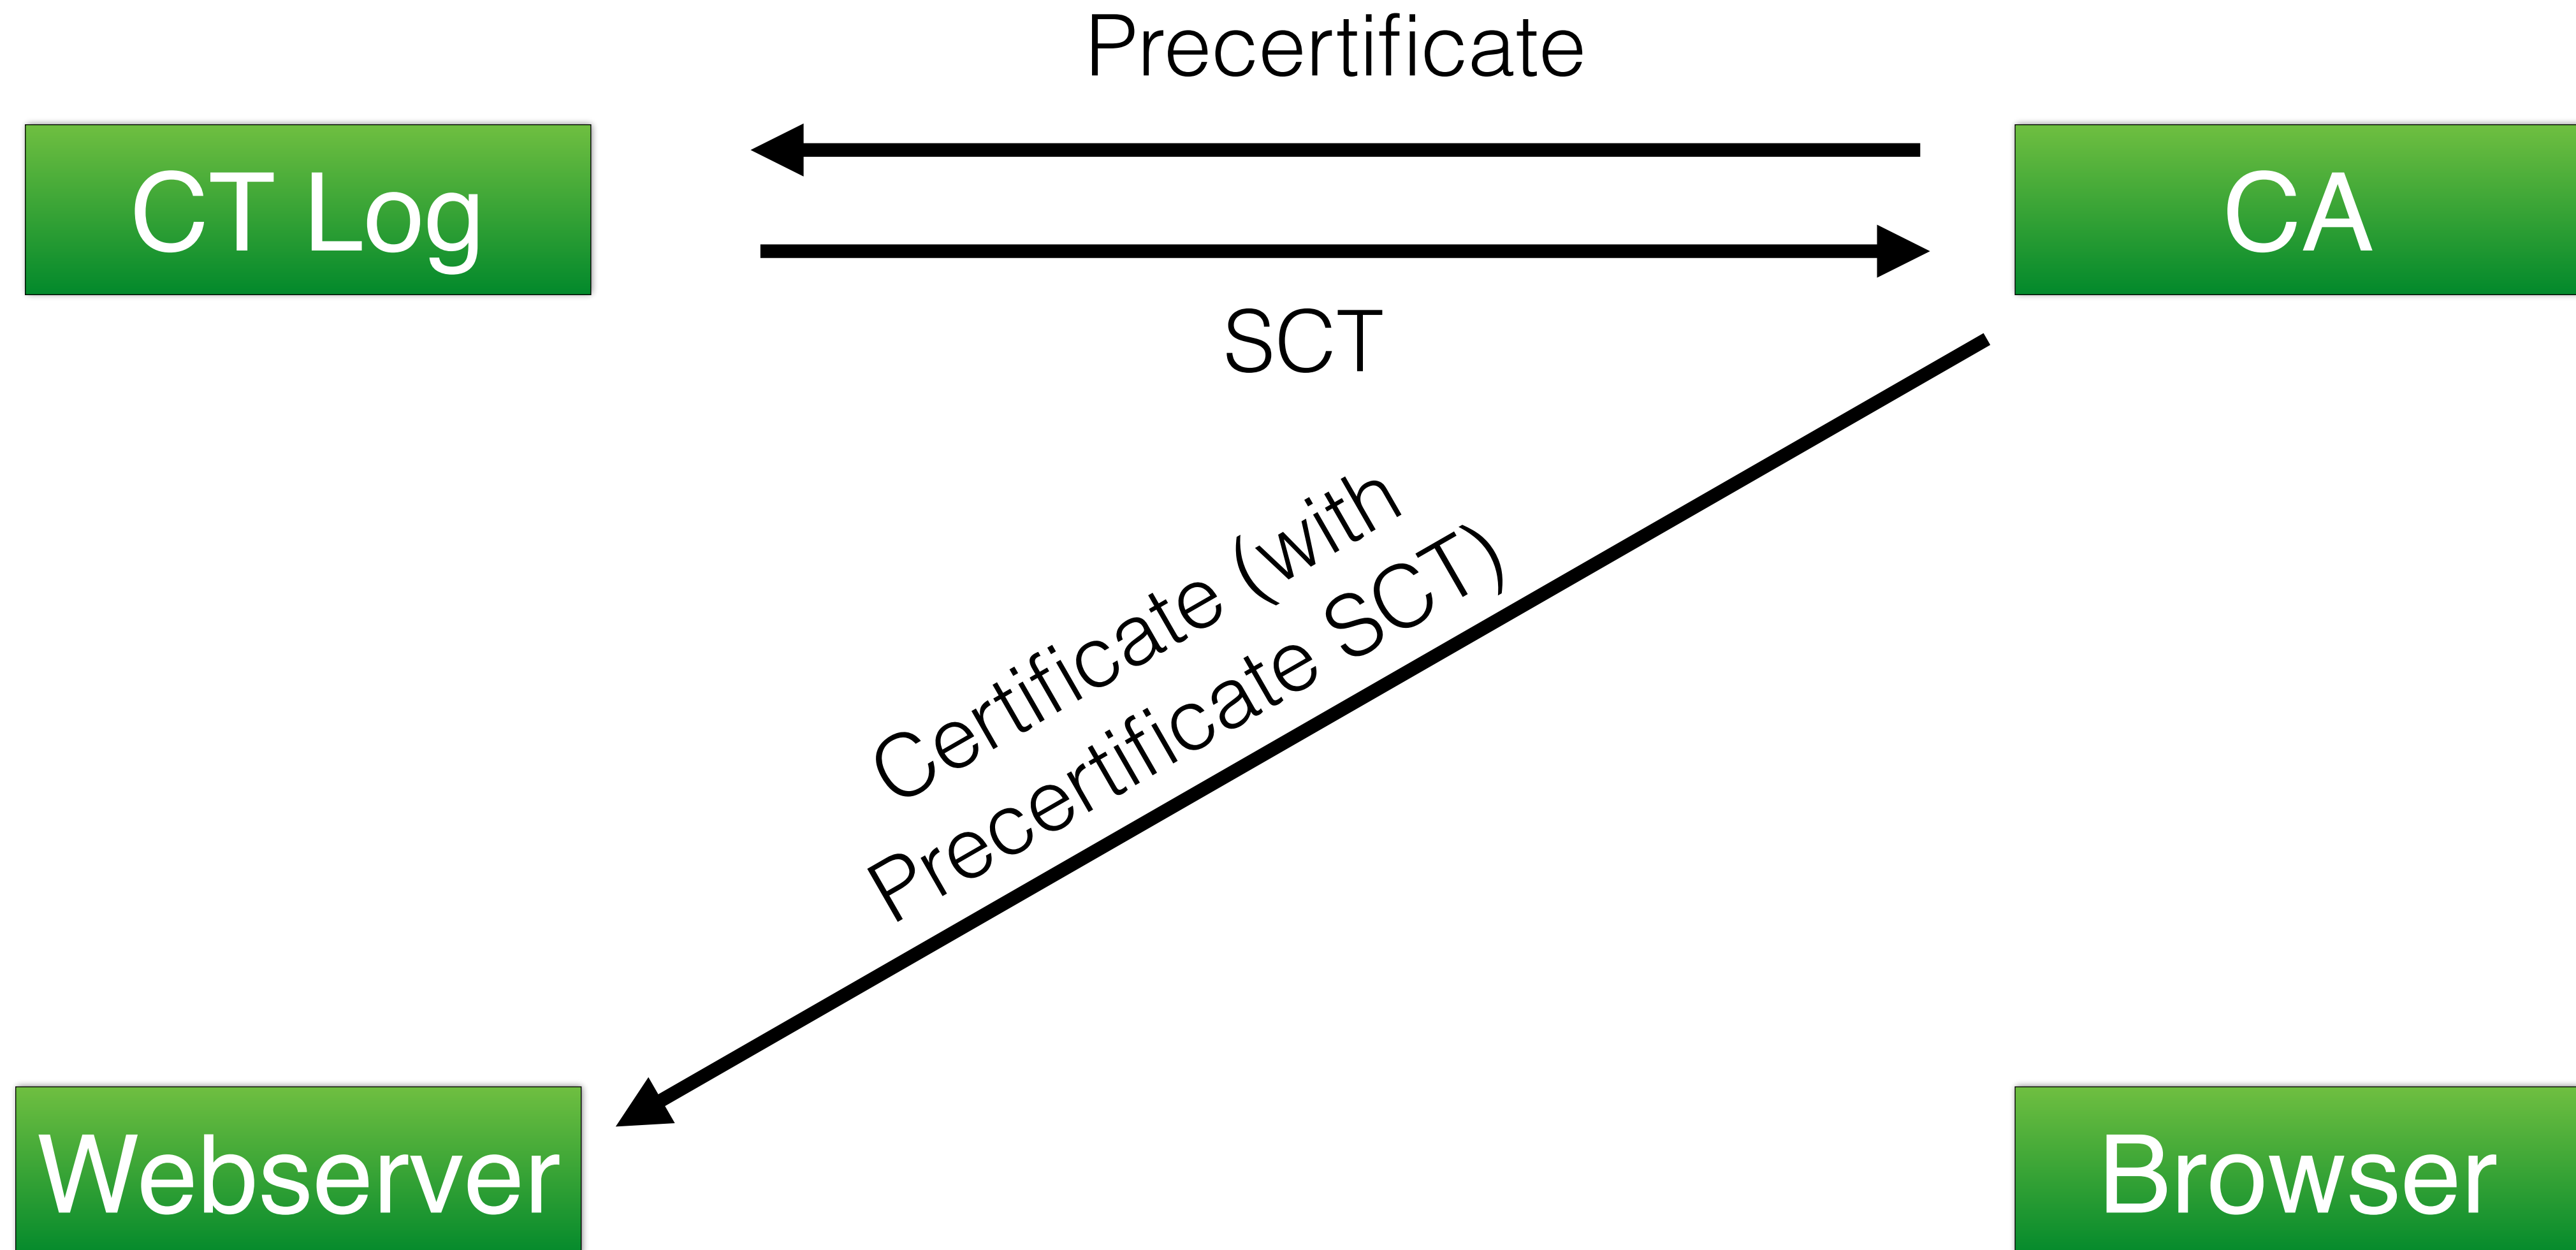 Precertificate
CT Log
CA
SCT
Certificate (with
Precertificate SCT)
Webserver
Browser